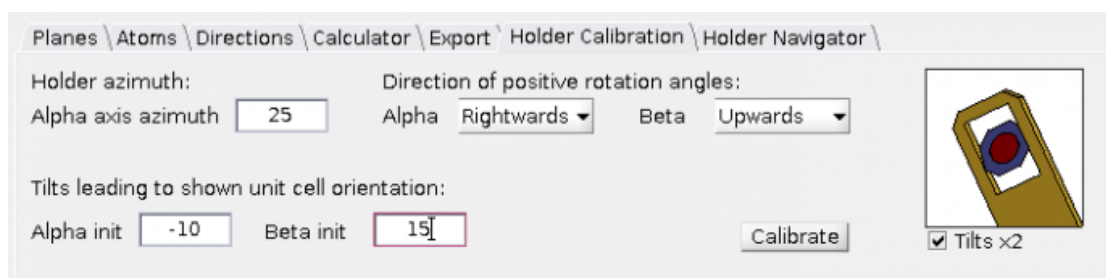 Planes Atoms Directions Calculator Export Holder Calibration Holder Navigator
Holder azimuth: Direction of positive rotation angles:
Alpha axis azimuth 25 Alpha Rightwards Beta Upwards
Tilts leading to shown unit cell orientation:
Alpha init -10 Beta init 15 Calibrate
Tilts x2